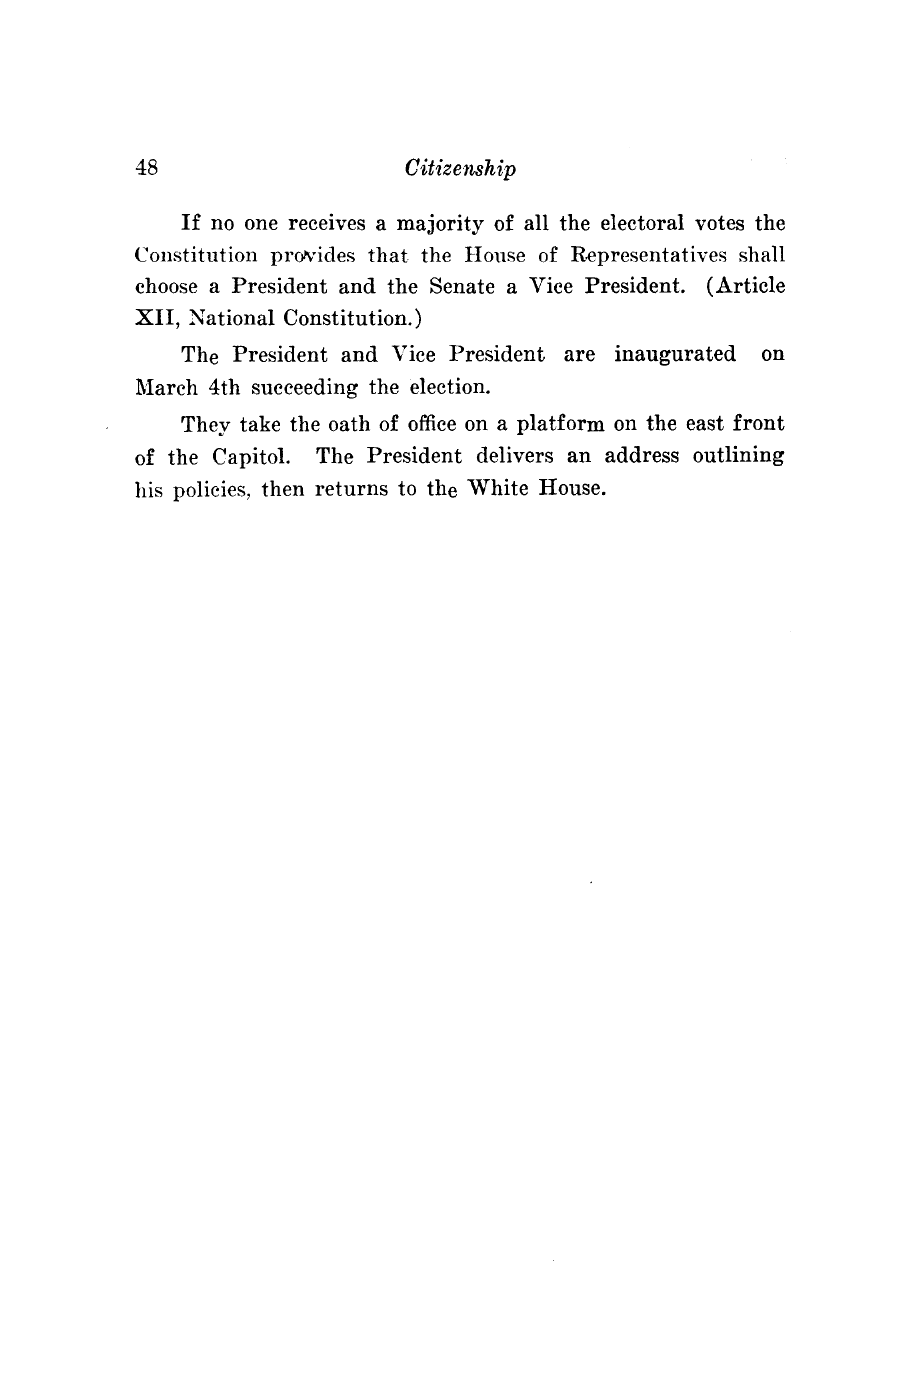 48 Citizenship
If no one receives a majority of all the electoral votes the
Constitution provides that the House of Representatives shall
choose a President and the Senate a Vice President. (Article
XII, National Constitution.)
The President and Vice President are inaugurated on
March 4th succeeding the election.
They take the oath of office on a platform on the east front
of the Capitol. The President delivers an address outlining
his policies, then returns to the White House.